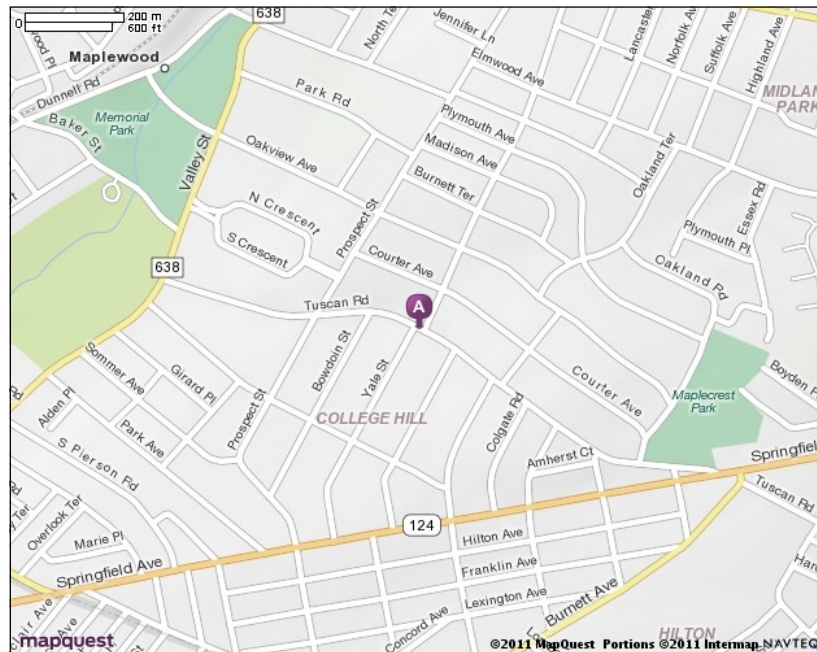 0
200 m
600 ft
638
Jennifer Ln
North Ter
Lancaster
Norfolk Ave
Suffolk Ave
Highland Ave
Maplewood
Elmwood Ave
Dunnell Rd
Park Rd
MIDLAN
PARK
Memorial
Park
Baker St
Valley St
Plymouth Ave
Oakland Ter
Oakview Ave
Madison Ave
Burnett Ter
Essex Rd
N Crescent
Prospect St
Plymouth Pl
S Crescent
Courter Ave
Oakland Rd
638
Tuscan Rd
A
Sommer Ave
Girard Pl
Bowdoin St
Yale St
Courter Ave
Maplecrest
Park
Boyden P
Rd
Alden Pl
Park Ave
Prospect St
COLLEGE HILL
Colgate Rd
S Pierson Rd
Amherst Ct
Springfield
Tuscan Rd
Overlook Ter
Marie Pl
124
Hilton Ave
Springfield Ave
Franklin Ave
Lexington Ave
Burnett Ave
Concord Ave
HILTON
mapquest
©2011 MapQuest Portions ©2011 Intermap NAVTEQ